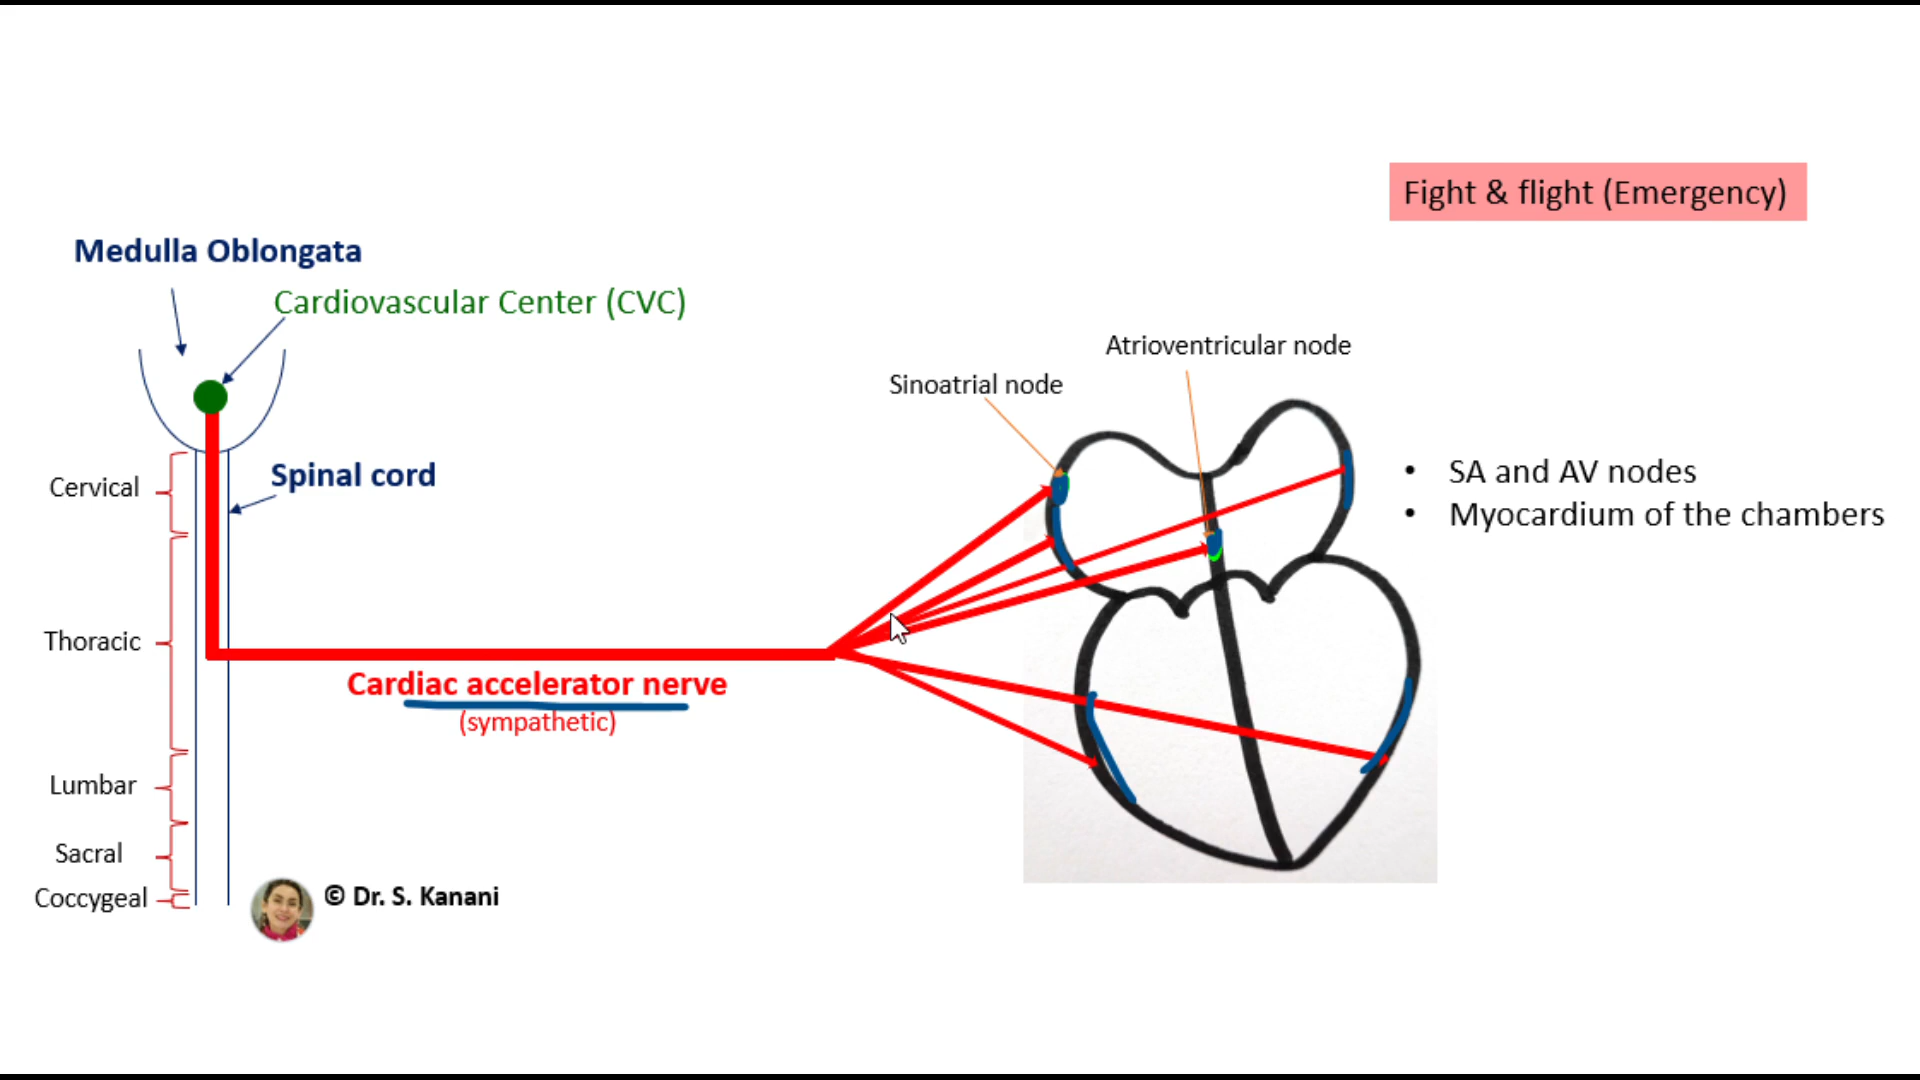 Fight & flight (Emergency)
Medulla Oblongata
Cardiovascular Center (CVC)
Atrioventricular node
Sinoatrial node
Cervical
Spinal cord
• SA and AV nodes
• Myocardium of the chambers
Thoracic
Cardiac accelerator nerve
(sympathetic)
Lumbar
Sacral
Coccygeal
© Dr. S. Kanani